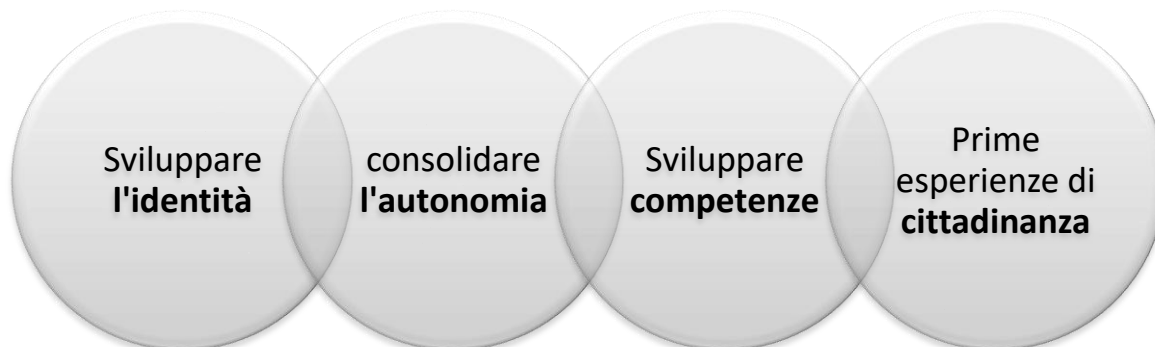 Sviluppare
l'identità
consolidare
l'autonomia
Sviluppare
competenze
Prime
esperienze di
cittadinanza